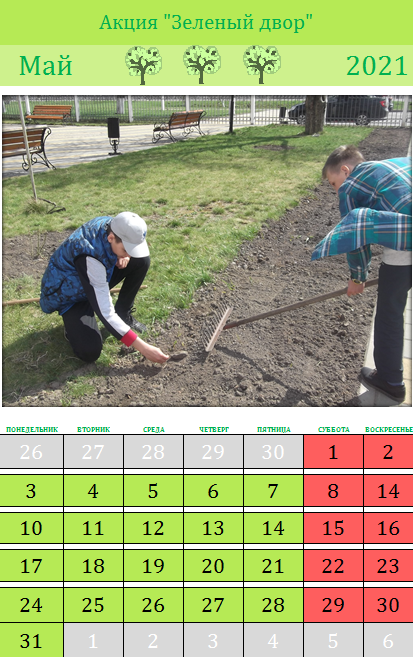 Акция "Зеленый двор"
Май 2021
ПОНЕДЕЛЬНИК ВТОРНИК СРЕДА ЧЕТВЕРГ ПЯТНИЦА СУББОТА ВОСКРЕСЕНЬЕ
26 27 28 29 30 1 2
3 4 5 6 7 8 14
10 11 12 13 14 15 16
17 18 19 20 21 22 23
24 25 26 27 28 29 30
31 1 2 3 4 5 6